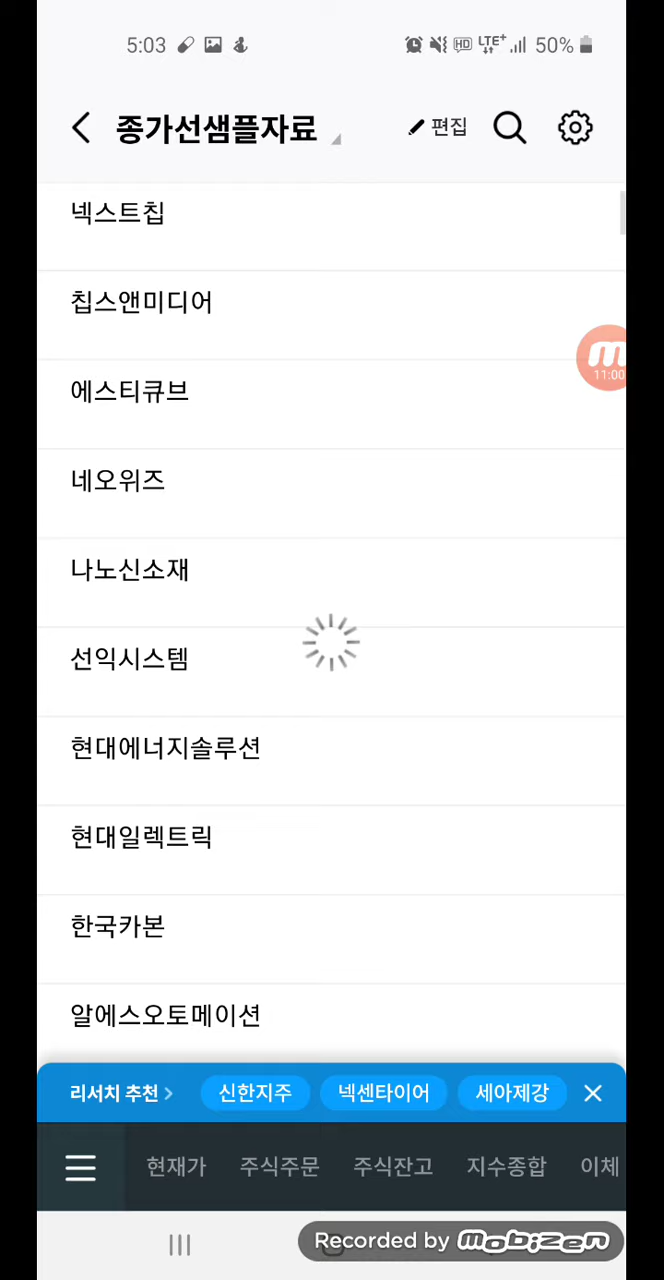 5:03 HD LTE+ 50%
종가선샘플자료 편집
넥스트칩
칩스앤미디어
m
11:00
에스티큐브
네오위즈
나노신소재
선익시스템
현대에너지솔루션
현대일렉트릭
한국카본
알에스오토메이션
리서치 추천 > 신한지주 넥센타이어 세아제강
현재가 주식주문 주식잔고 지수종합 이체
Recorded by mobizen